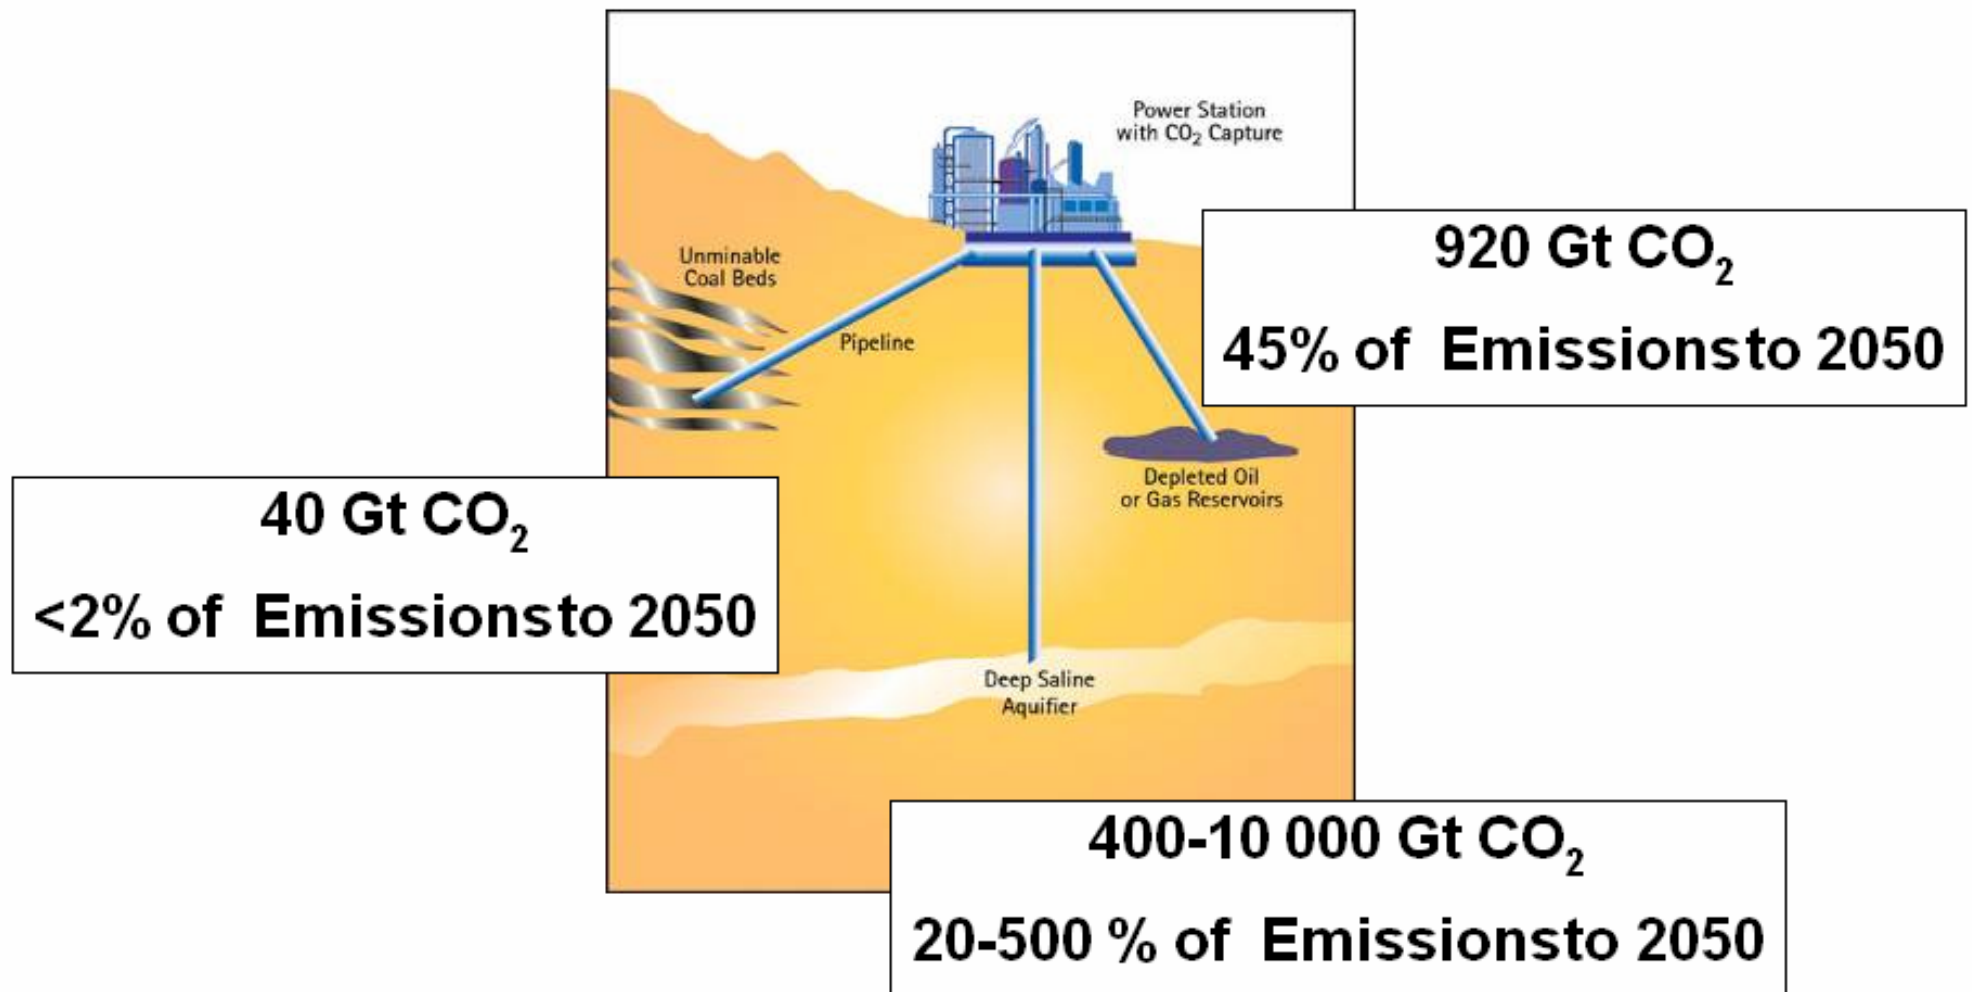 Power Station
with CO₂ Capture
920 Gt CO₂
45% of Emissionsto 2050
Unminable
Coal Beds
Pipeline
Depleted Oil
or Gas Reservoirs
40 Gt CO₂
<2% of Emissionsto 2050
Deep Saline
Aquifier
400-10 000 Gt CO₂
20-500 % of Emissionsto 2050